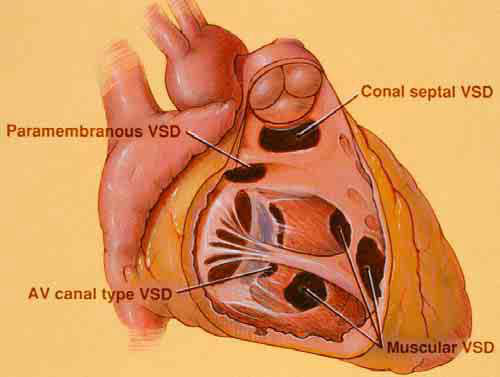 Conal septal VSD
Paramembranous VSD
AV canal type VSD
Muscular VSD